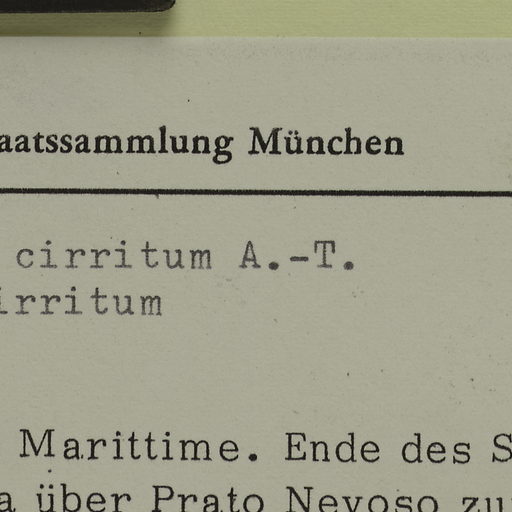 aatssammlung München
cirritum A.-T.
irritum
Marittime. Ende des S
a über Prato Nevoso zu